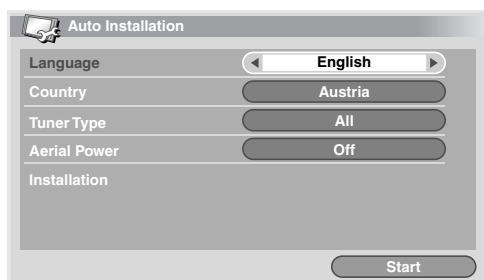 Auto Installation
Language English
Country Austria
Tuner Type All
Aerial Power Off
Installation
Start